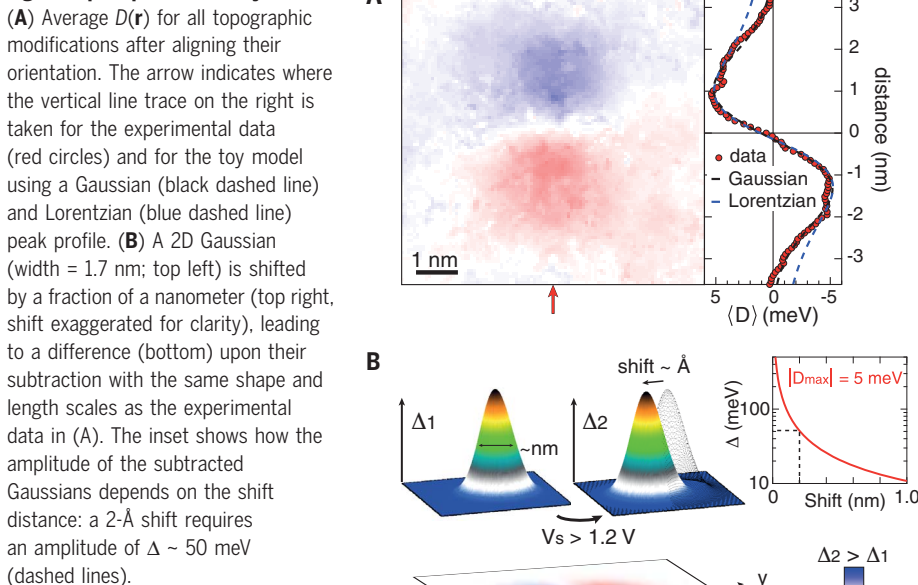 (A) Average D(r) for all topographic
modifications after aligning their
orientation. The arrow indicates where
the vertical line trace on the right is
taken for the experimental data
(red circles) and for the toy model
using a Gaussian (black dashed line)
and Lorentzian (blue dashed line)
peak profile. (B) A 2D Gaussian
(width = 1.7 nm; top left) is shifted
by a fraction of a nanometer (top right,
shift exaggerated for clarity), leading
to a difference (bottom) upon their
subtraction with the same shape and
length scales as the experimental
data in (A). The inset shows how the
amplitude of the subtracted
Gaussians depends on the shift
distance: a 2-Å shift requires
an amplitude of Δ ~ 50 meV
(dashed lines).
1 nm
3
2
1
0
-1
-2
-3
distance (nm)
data
Gaussian
Lorentzian
5 0 -5
⟨D⟩ (meV)
B
Δ1
~nm
shift ~ Å
Δ2
Vs > 1.2 V
|Dmax| = 5 meV
Δ (meV)
100
10
0 1.0
Shift (nm)
Δ2 > Δ1